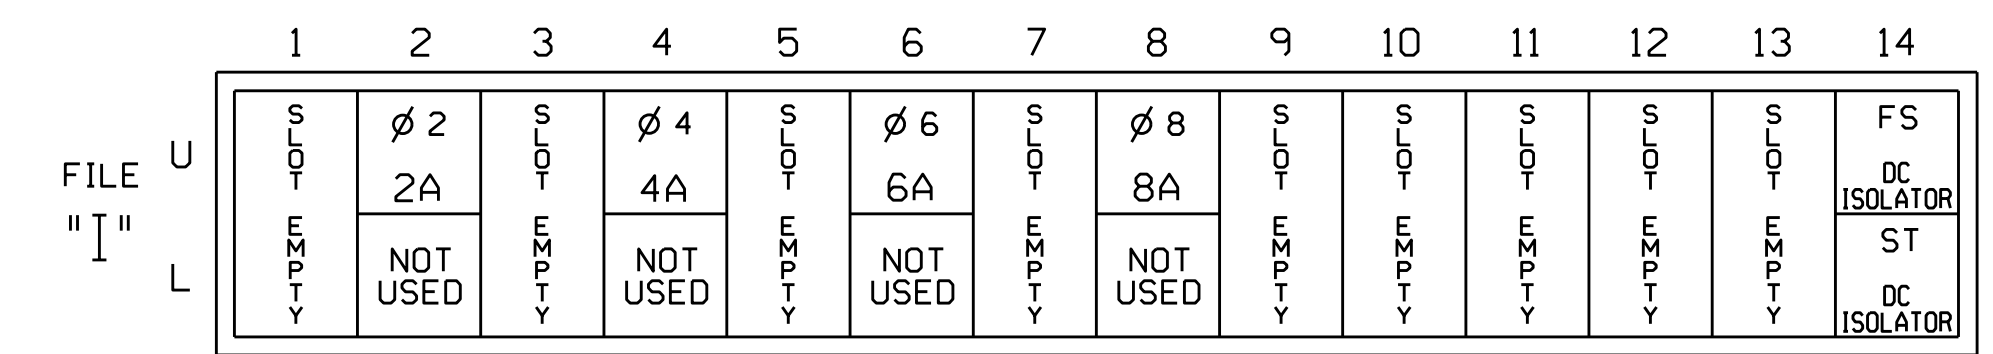 1 2 3 4 5 6 7 8 9 10 11 12 13 14
FILE
"I"
U
L
SLOT EMPTY
Ø 2
2A
NOT
USED
SLOT EMPTY
Ø 4
4A
NOT
USED
SLOT EMPTY
Ø 6
6A
NOT
USED
SLOT EMPTY
Ø 8
8A
NOT
USED
SLOT EMPTY
SLOT EMPTY
SLOT EMPTY
SLOT EMPTY
SLOT EMPTY
FS
DC
ISOLATOR
ST
DC
ISOLATOR